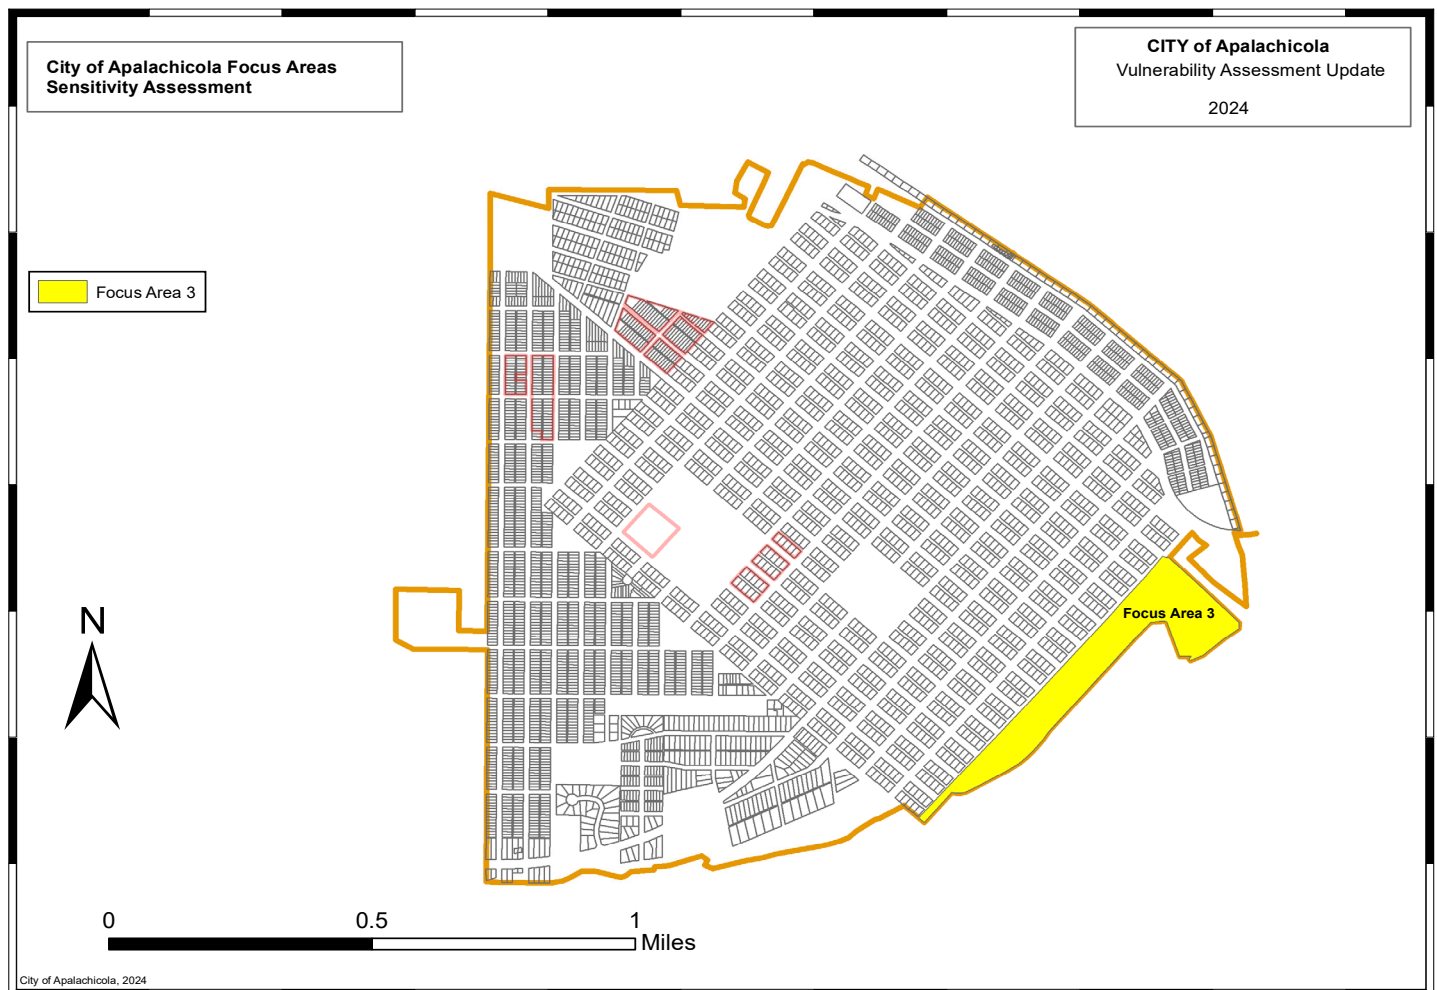 City of Apalachicola Focus Areas
Sensitivity Assessment
CITY of Apalachicola
Vulnerability Assessment Update
2024
Focus Area 3
Focus Area 3
N
0 0.5 1
Miles
City of Apalachicola, 2024